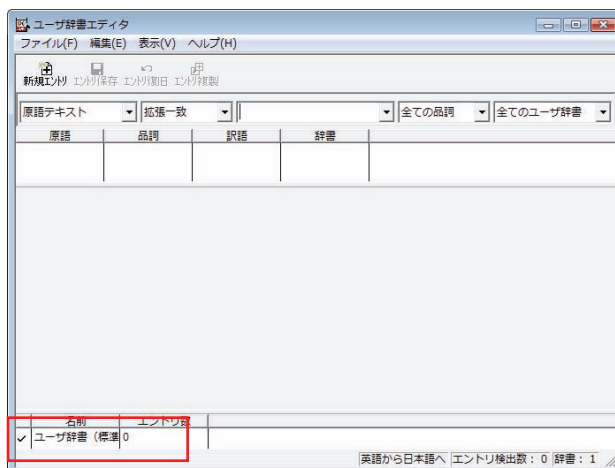 ユーザ辞書エディタ
ファイル(F) 編集(E) 表示(V) ヘルプ(H)
新規エントリ エントリ保存 エントリ復旧 エントリ複製
原語テキスト 拡張一致 全ての品詞 全てのユーザ辞書
原語 品詞 訳語 辞書
名前 エントリ数
✓ ユーザ辞書（標準 0
英語から日本語へ エントリ検出数： 0 辞書： 1